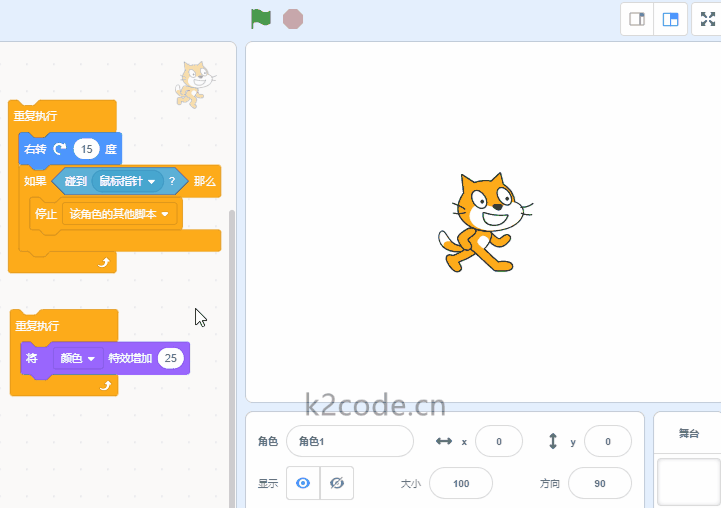 重复执行
右转 15 度
如果 碰到 鼠标指针 ? 那么
停止 该角色的其他脚本
重复执行
将 颜色 特效增加 25
k2code.cn
角色 角色1 x 0 y 0
显示 大小 100 方向 90
舞台